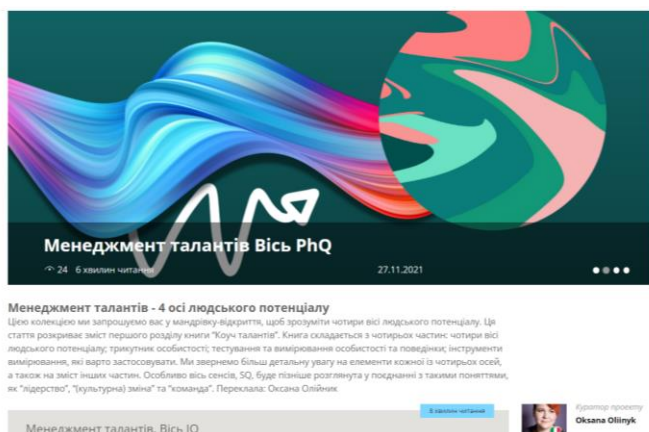 Менеджмент талантів Вісь PhQ
24 6 хвилин читання 27.11.2021
Менеджмент талантів - 4 осі людського потенціалу
Цією колекцією ми запрошуємо вас у мандрівку-відкриття, щоб зрозуміти чотири вісі людського потенціалу. Ця
стаття розкриває зміст першого розділу книги "Коуч талантів". Книга складається з чотирьох частин: чотири вісі
людського потенціалу; трикутник особистості; тестування та вимірювання особистості та поведінки; інструменти
вимірювання, які варто застосовувати. Ми звернемо більш детальну увагу на елементи кожної із чотирьох осей,
а також на зміст інших частин. Особливо вісь сенсів, SQ, буде пізніше розглянута у поєднанні з такими поняттями,
як "лідерство", "(культурна) зміна" та "команда". Переклала: Оксана Олійник
8 хвилин читання
Куратор проекту
Oksana Oliinyk
Менеджмент талантів. Вісь IQ